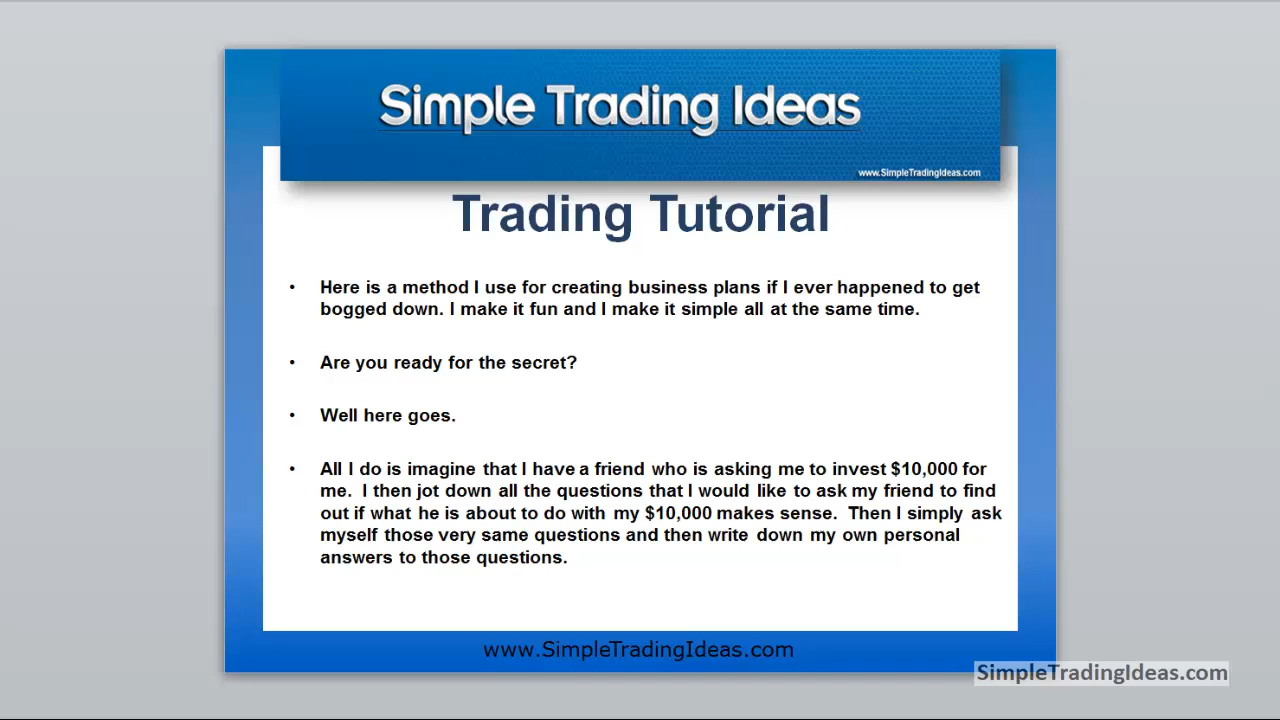 Simple Trading Ideas
www.SimpleTradingIdeas.com
Trading Tutorial
• Here is a method I use for creating business plans if I ever happened to get
bogged down. I make it fun and I make it simple all at the same time.
• Are you ready for the secret?
• Well here goes.
• All I do is imagine that I have a friend who is asking me to invest $10,000 for
me. I then jot down all the questions that I would like to ask my friend to find
out if what he is about to do with my $10,000 makes sense. Then I simply ask
myself those very same questions and then write down my own personal
answers to those questions.
www.SimpleTradingIdeas.com
SimpleTradingIdeas.com